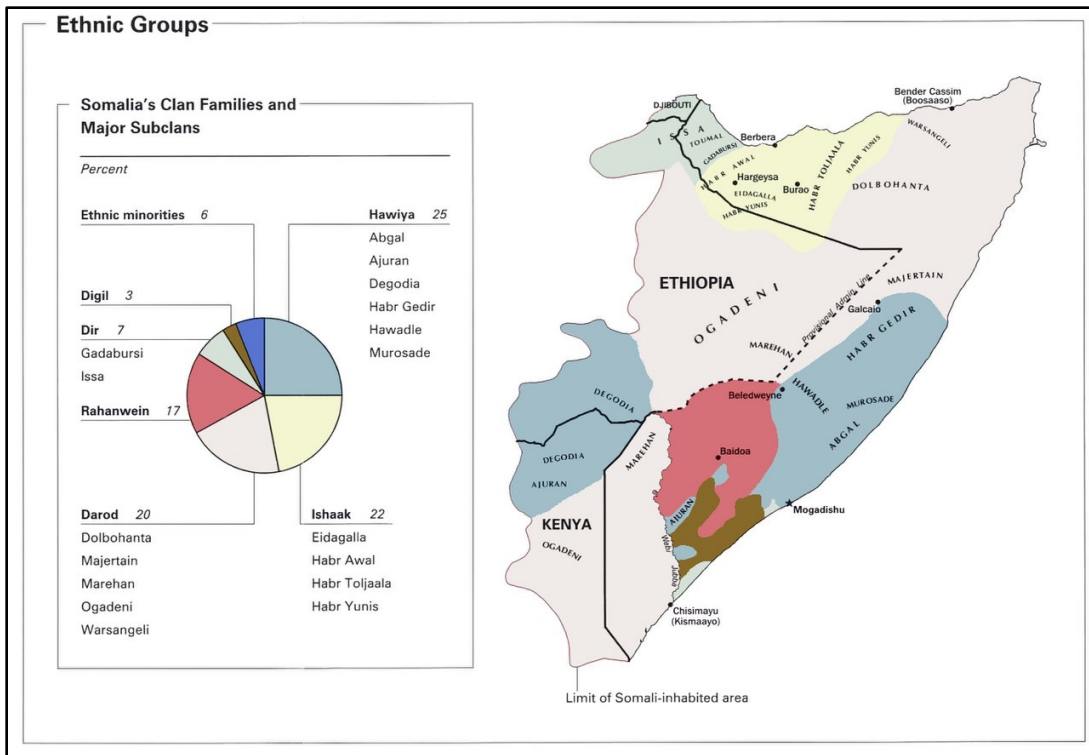 Ethnic Groups
Somalia's Clan Families and
Major Subclans
Percent
Ethnic minorities 6
Hawiya 25
Abgal
Ajuran
Degodia
Habr Gedir
Hawadle
Murosade
Digil 3
Dir 7
Gadabursi
Issa
Rahanwein 17
Darod 20
Dolbohanta
Majertain
Marehan
Ogadeni
Warsangeli
Ishaak 22
Eidagalla
Habr Awal
Habr Toljaala
Habr Yunis
Bender Cassim
(Boosaaso)
DJIBOUTI
ISSA
TOUMAL
GADABURSI
Berbera
WARSANGELI
HABR AWAL
Hargeysa
EIDAGALLA
HABR YUNIS
Burao
HABR TOLJAALA
HABR YUNIS
DOLBOHANTA
ETHIOPIA
OGADENI
Provisional Admin. Line
MAJERTAIN
Galcaio
MAREHAN
HABR GEDIR
Beledweyne
HAWADLE
MUROSADE
ABGAL
DEGODIA
DEGODIA
AJURAN
MAREHAN
Baidoa
AJURAN
Mogadishu
KENYA
OGADENI
Webi
Jubba
Chisimayu
(Kismaayo)
Limit of Somali-inhabited area